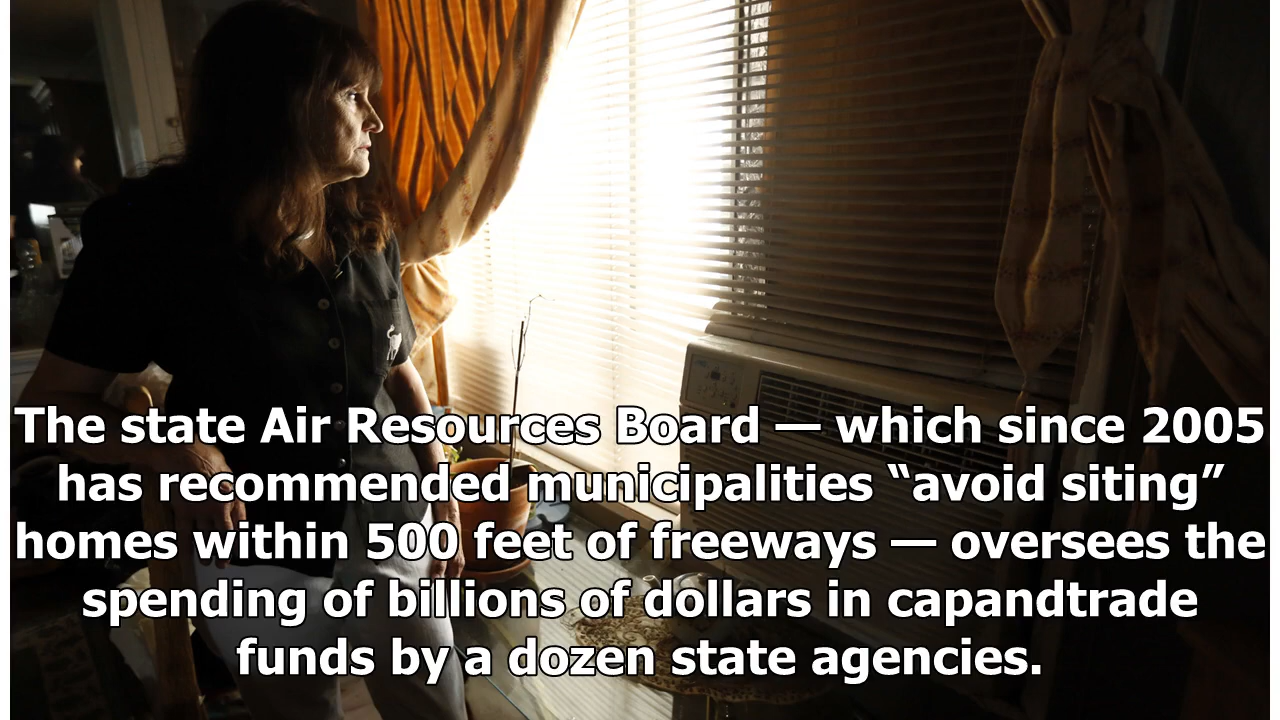 The state Air Resources Board — which since 2005
has recommended municipalities “avoid siting”
homes within 500 feet of freeways — oversees the
spending of billions of dollars in capandtrade
funds by a dozen state agencies.